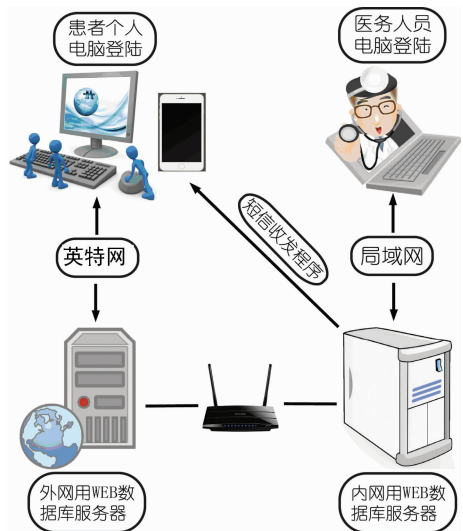 患者个人
电脑登陆
医务人员
电脑登陆
短信收发程序
英特网
局域网
外网用WEB数
据库服务器
内网用WEB数
据库服务器